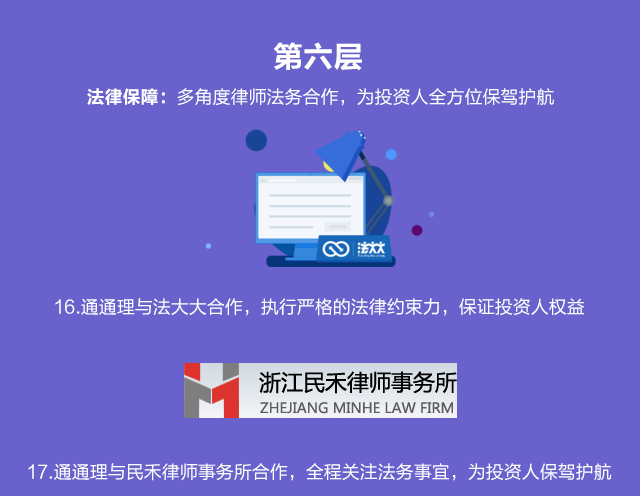 第六层
法律保障：多角度律师法务合作，为投资人全方位保驾护航
法大大
16.通通理与法大大合作，执行严格的法律约束力，保证投资人权益
浙江民禾律师事务所
ZHEJIANG MINHE LAW FIRM
17.通通理与民禾律师事务所合作，全程关注法务事宜，为投资人保驾护航